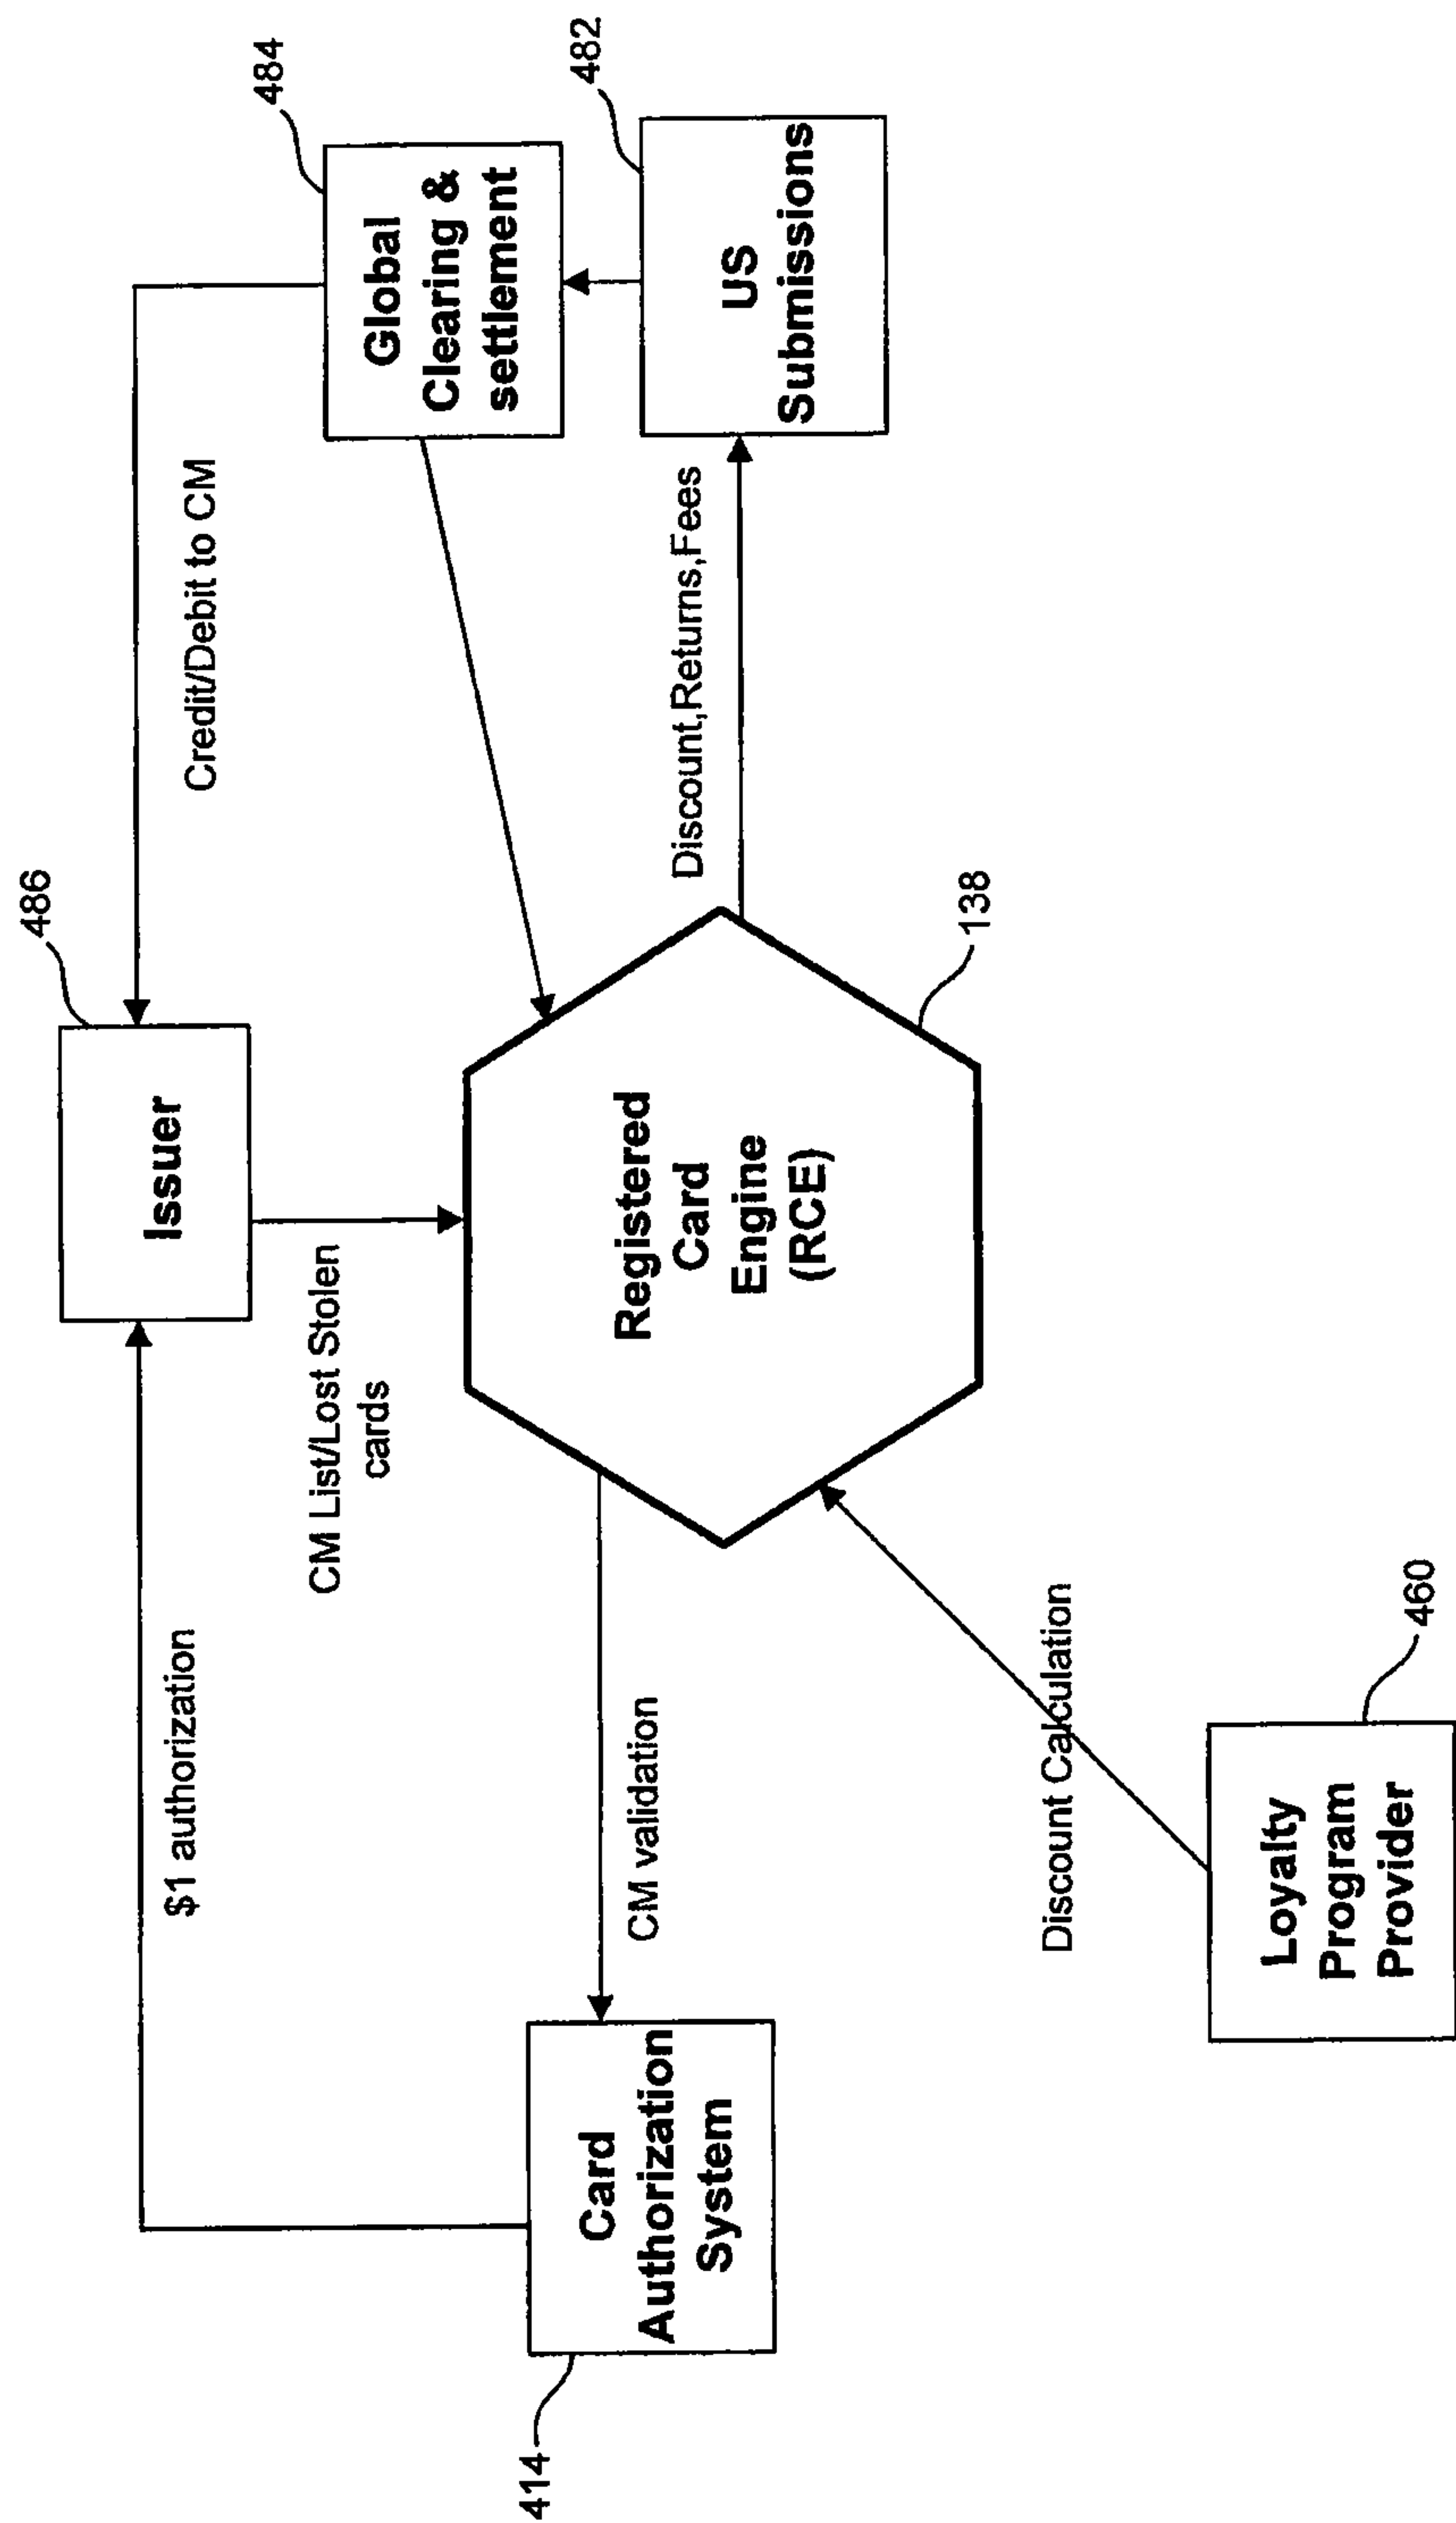 486
Issuer
$1 authorization
Credit/Debit to CM
484
Global
Clearing &
settlement
CM List/Lost Stolen
cards
414
Card
Authorization
System
CM validation
Registered
Card
Engine
(RCE)
138
Discount,Returns,Fees
482
US
Submissions
Discount Calculation
Loyalty
Program
Provider
460